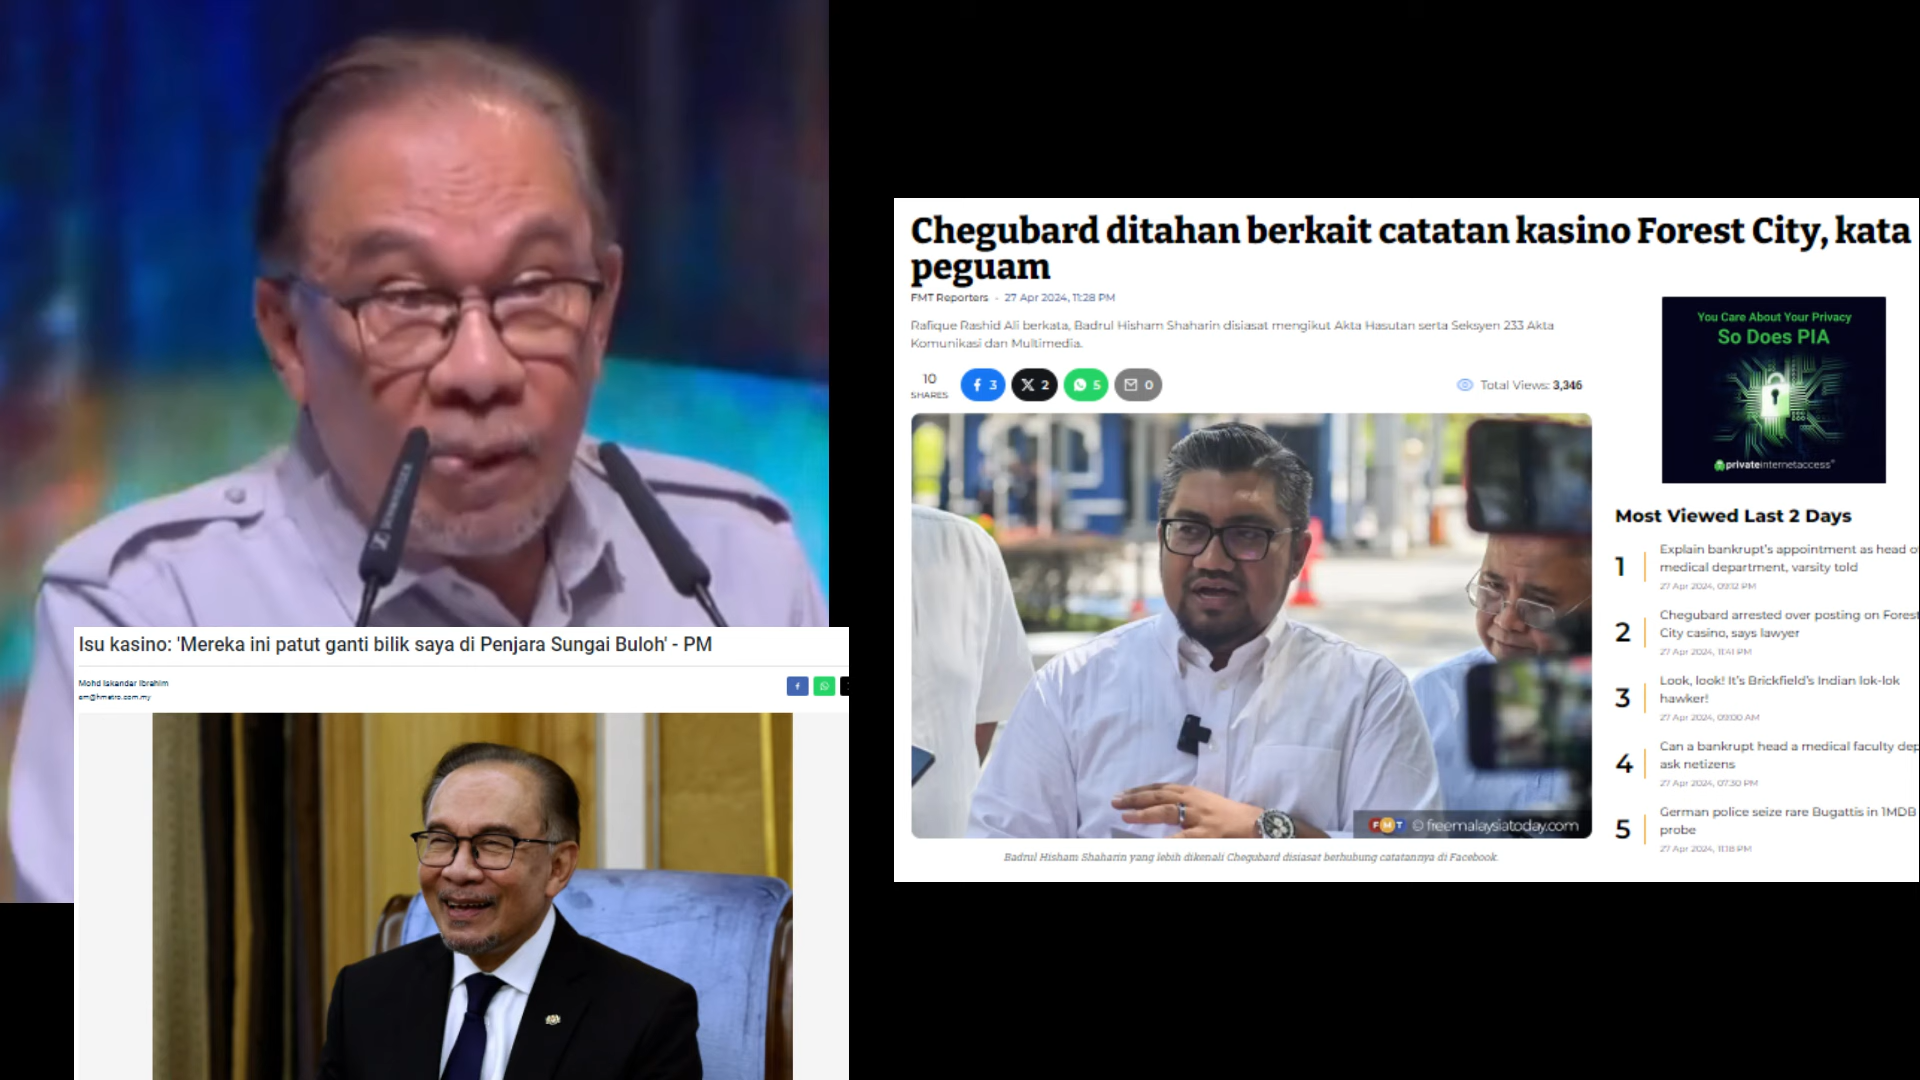 Chegubard ditahan berkait catatan kasino Forest City, kata
peguam
FMT Reporters - 27 Apr 2024, 11:28 PM
Rafique Rashid Ali berkata, Badrul Hisham Shaharin disiasat mengikut Akta Hasutan serta Seksyen 233 Akta
Komunikasi dan Multimedia.
10
SHARES
3
2
5
0
Total Views: 3,346
FMT © freemalaysiatoday.com
Badrul Hisham Shaharin yang lebih dikenali Chegubard disiasat berhubung catatannya di Facebook.
You Care About Your Privacy
So Does PIA
privateinternetaccess®
Most Viewed Last 2 Days
1
Explain bankrupt's appointment as head
medical department, varsity told
27 Apr 2024, 09:12 PM
2
Chegubard arrested over posting on Forest
City casino, says lawyer
27 Apr 2024, 11:41 PM
3
Look, look! It's Brickfield's Indian lok-lok
hawker!
27 Apr 2024, 09:00 AM
4
Can a bankrupt head a medical faculty dep
ask netizens
27 Apr 2024, 07:30 PM
5
German police seize rare Bugattis in 1MDB
probe
27 Apr 2024, 11:18 PM
Isu kasino: 'Mereka ini patut ganti bilik saya di Penjara Sungai Buloh' - PM
Mohd Iskandar Ibrahim
am@hmetro.com.my